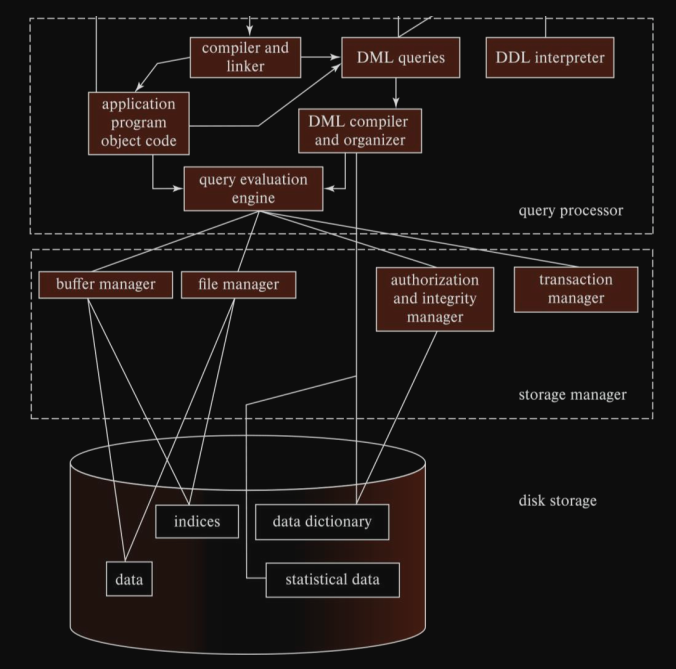 compiler and
linker
DML queries
DDL interpreter
application
program
object code
DML compiler
and organizer
query evaluation
engine
query processor
buffer manager
file manager
authorization
and integrity
manager
transaction
manager
storage manager
disk storage
indices
data dictionary
data
statistical data